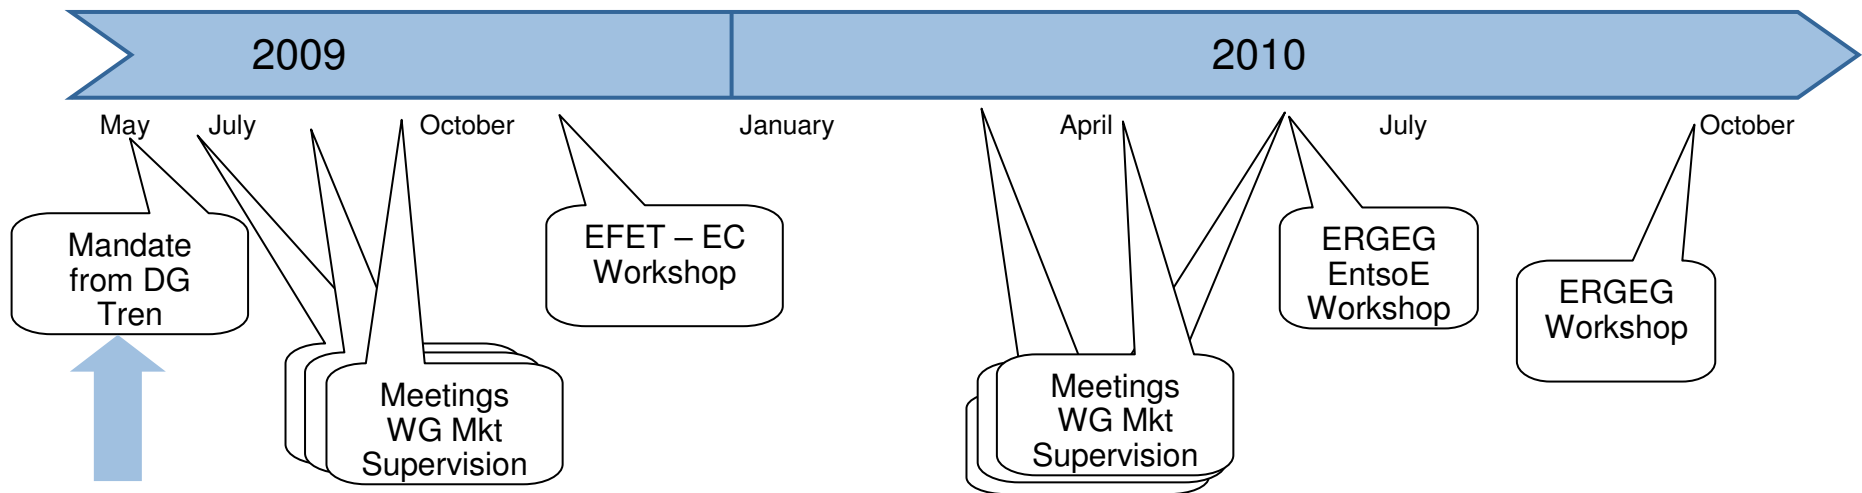 2009
2010
May
July
October
January
April
July
October
Mandate
from DG
Tren
Meetings
WG Mkt
Supervision
EFET – EC
Workshop
Meetings
WG Mkt
Supervision
ERGEG
EntsoE
Workshop
ERGEG
Workshop